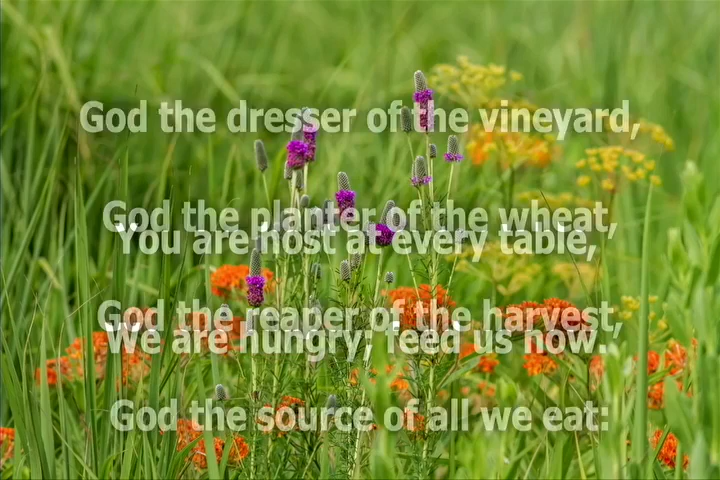 God the dresser of the vineyard,
God the planter of the wheat,
You are host at every table,
God the reaper of the harvest,
We are hungry, feed us now.
God the source of all we eat: